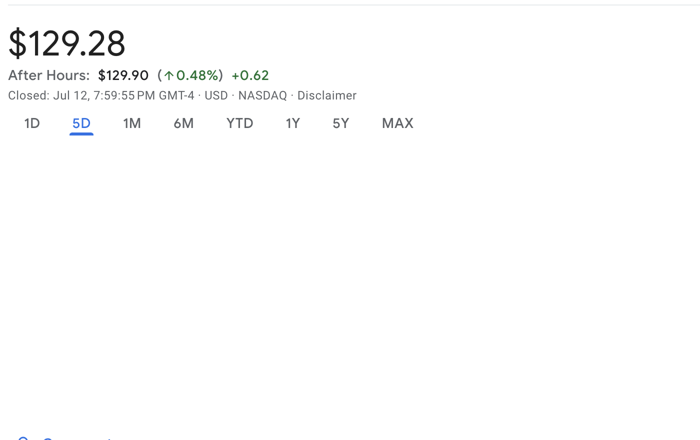 $129.28
After Hours: $129.90 (↑0.48%) +0.62
Closed: Jul 12, 7:59:55 PM GMT-4 · USD · NASDAQ · Disclaimer
1D 5D 1M 6M YTD 1Y 5Y MAX